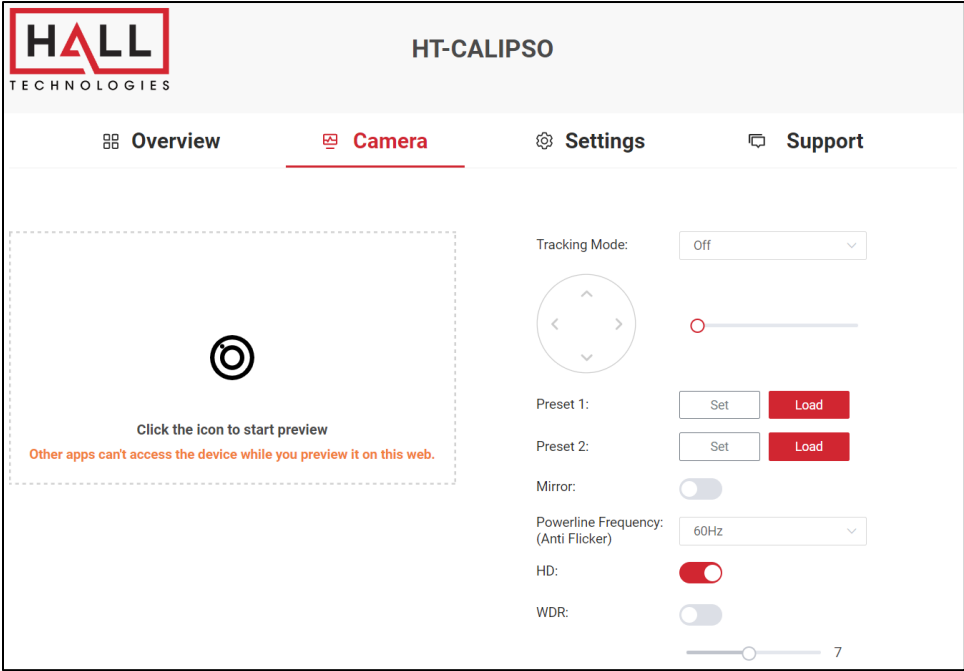 HALL
TECHNOLOGIES
HT-CALIPSO
Overview
Camera
Settings
Support
Click the icon to start preview
Other apps can't access the device while you preview it on this web.
Tracking Mode:
Off
Preset 1:
Set
Load
Preset 2:
Set
Load
Mirror:
Powerline Frequency:
(Anti Flicker)
60Hz
HD:
WDR:
7